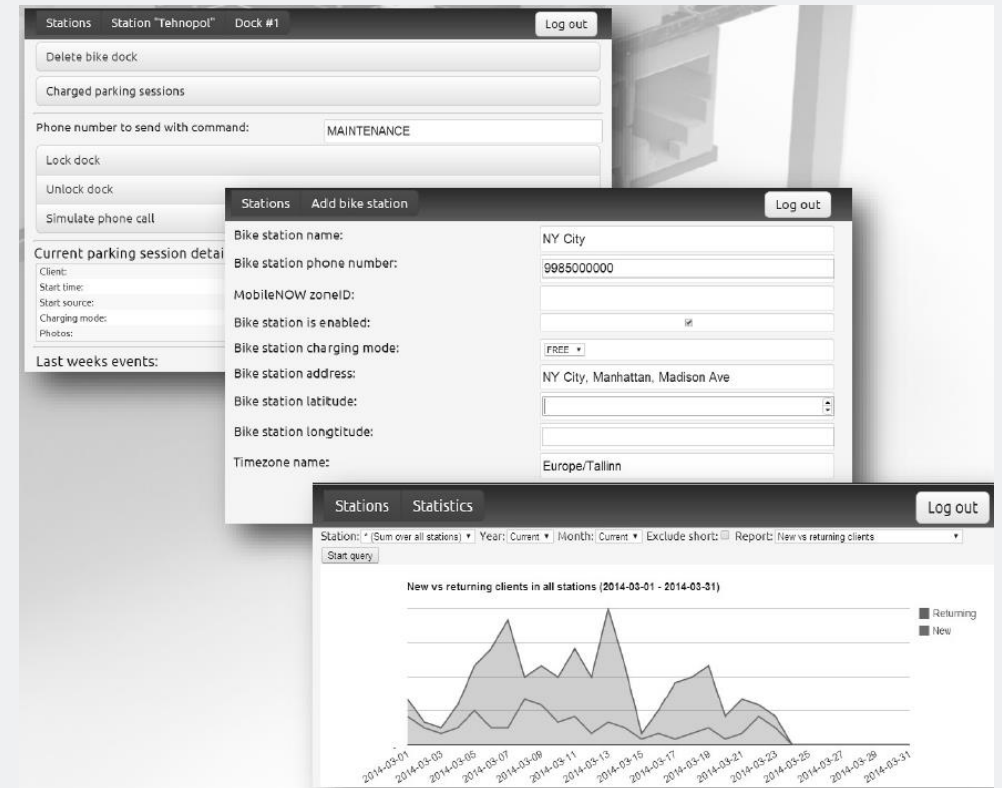 Stations Station "Tehnopol" Dock #1 Log out
Delete bike dock
Charged parking sessions
Phone number to send with command: MAINTENANCE
Lock dock
Unlock dock
Simulate phone call
Current parking session detai
Client:
Start time:
Start source:
Charging mode:
Photos:
Last weeks events:
Stations Add bike station Log out
Bike station name: NY City
Bike station phone number: 9985000000
MobileNOW zoneID:
Bike station is enabled:
Bike station charging mode: FREE
Bike station address: NY City, Manhattan, Madison Ave
Bike station latitude:
Bike station longtitude:
Timezone name: Europe/Tallinn
Stations Statistics Log out
Station: * (Sum over all stations) Year: Current Month: Current Exclude short: Report: New vs returning clients
Start query
New vs returning clients in all stations (2014-03-01 - 2014-03-31)
Returning
New
2014-03-01 2014-03-03 2014-03-05 2014-03-07 2014-03-09 2014-03-11 2014-03-13 2014-03-15 2014-03-17 2014-03-19 2014-03-21 2014-03-23 2014-03-25 2014-03-27 2014-03-29 2014-03-31